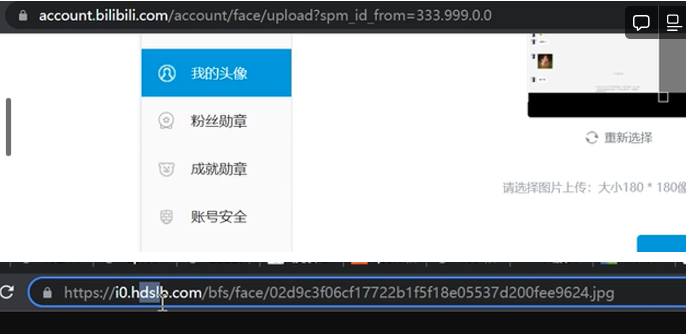 account.bilibili.com/account/face/upload?spm_id_from=333.999.0.0
我的头像
粉丝勋章
重新选择
成就勋章
请选择图片上传：大小180 * 180像
账号安全
https://i0.hdslb.com/bfs/face/02d9c3f06cf17722b1f5f18e05537d200fee9624.jpg